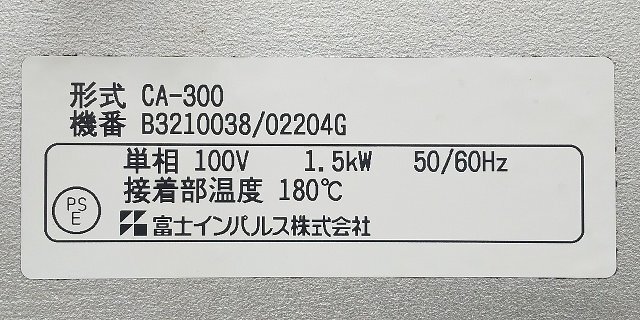 形式 CA-300
機番 B3210038/02204G
単相 100V 1.5kW 50/60Hz
接着部温度 180℃
PS
E
富士インパルス株式会社